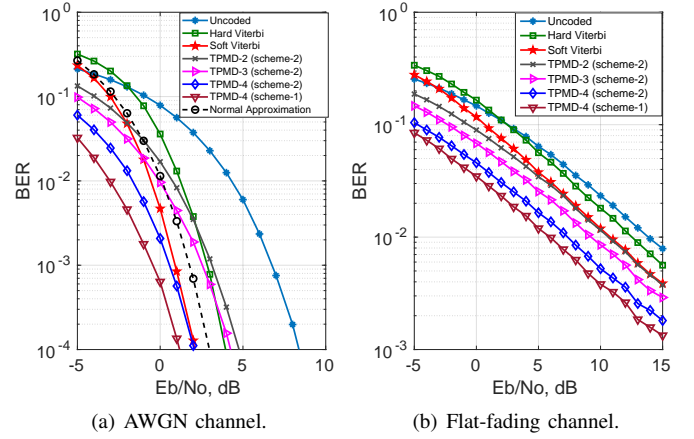 Uncoded
Hard Viterbi
Soft Viterbi
TPMD-2 (scheme-2)
TPMD-3 (scheme-2)
TPMD-4 (scheme-2)
TPMD-4 (scheme-1)
Normal Approximation
10^0
10^-1
10^-2
10^-3
10^-4
BER
-5 0 5 10
Eb/No, dB
(a) AWGN channel.
Uncoded
Hard Viterbi
Soft Viterbi
TPMD-2 (scheme-2)
TPMD-3 (scheme-2)
TPMD-4 (scheme-2)
TPMD-4 (scheme-1)
10^0
10^-1
10^-2
10^-3
BER
-5 0 5 10 15
Eb/No, dB
(b) Flat-fading channel.